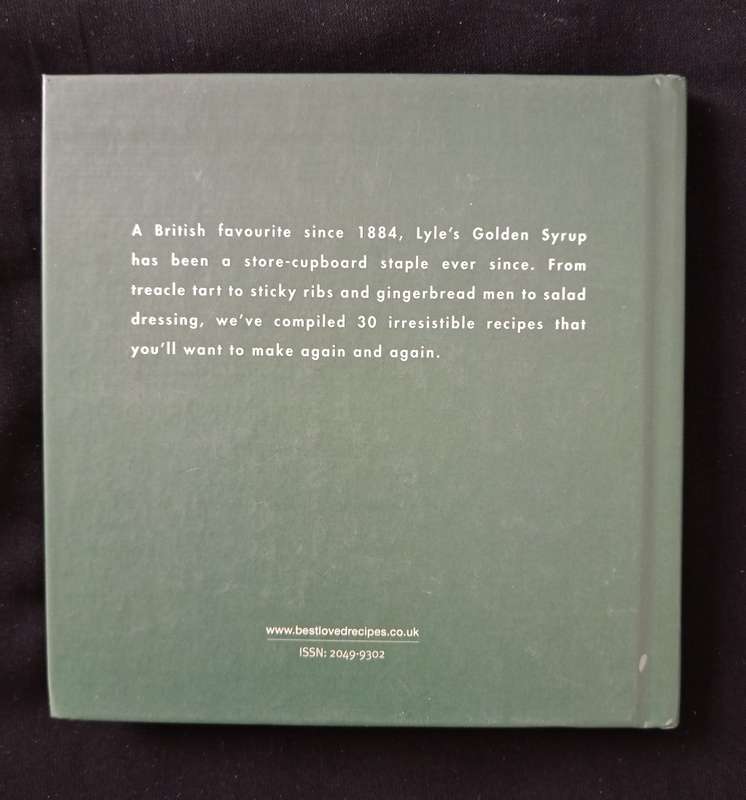 A British favourite since 1884, Lyle's Golden Syrup
has been a store-cupboard staple ever since. From
treacle tart to sticky ribs and gingerbread men to salad
dressing, we've compiled 30 irresistible recipes that
you'll want to make again and again.
www.bestlovedrecipes.co.uk
ISSN: 2049-9302